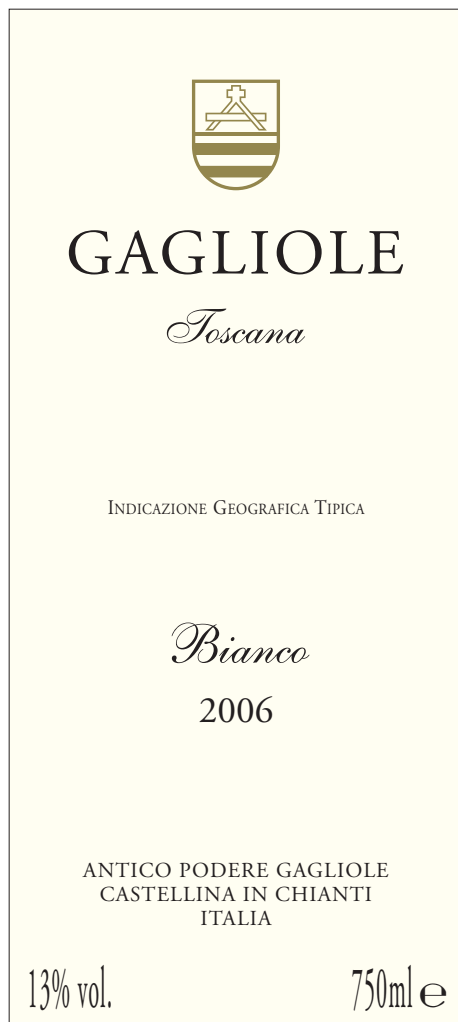 GAGLIOLE
Toscana
INDICAZIONE GEOGRAFICA TIPICA
Bianco
2006
ANTICO PODERE GAGLIOLE
CASTELLINA IN CHIANTI
ITALIA
13% vol. 750ml ℮